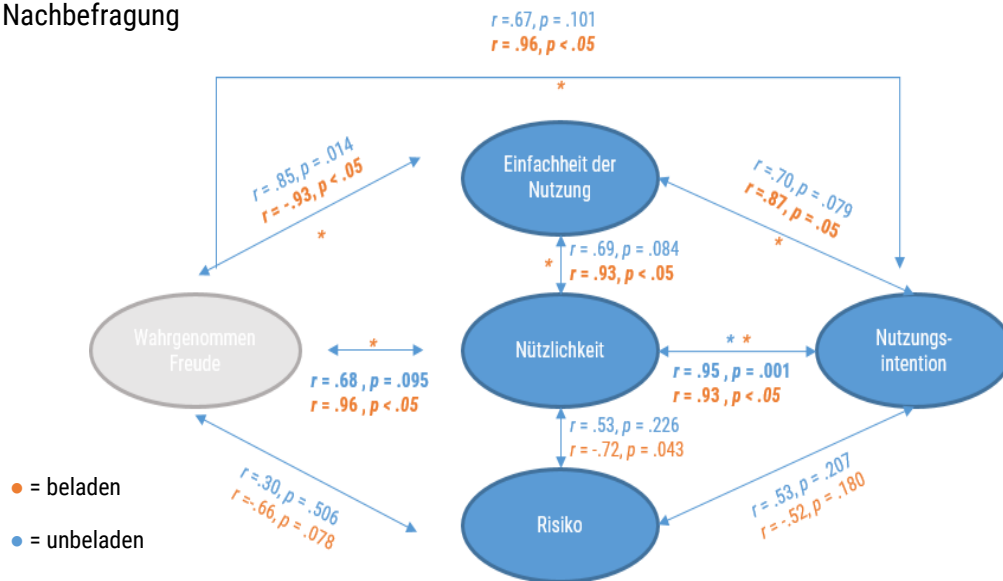 Nachbefragung
r =.67, p = .101
r = .96, p < .05
*
r = .85, p = .014
r = -.93, p < .05
*
Einfachheit der
Nutzung
r =.70, p = .079
r =.87, p = .05
*
*
r = .69, p = .084
r = .93, p < .05
Wahrgenommen
Freude
*
r = .68 , p = .095
r = .96 , p < .05
Nützlichkeit
* *
r = .95 , p = .001
r = .93 , p < .05
Nutzungs-
intention
r = .53, p = .226
r = -.72, p = .043
r =.30, p = .506
r =-.66, p = .078
Risiko
r = .53, p = .207
r = -.52, p = .180
= beladen
= unbeladen